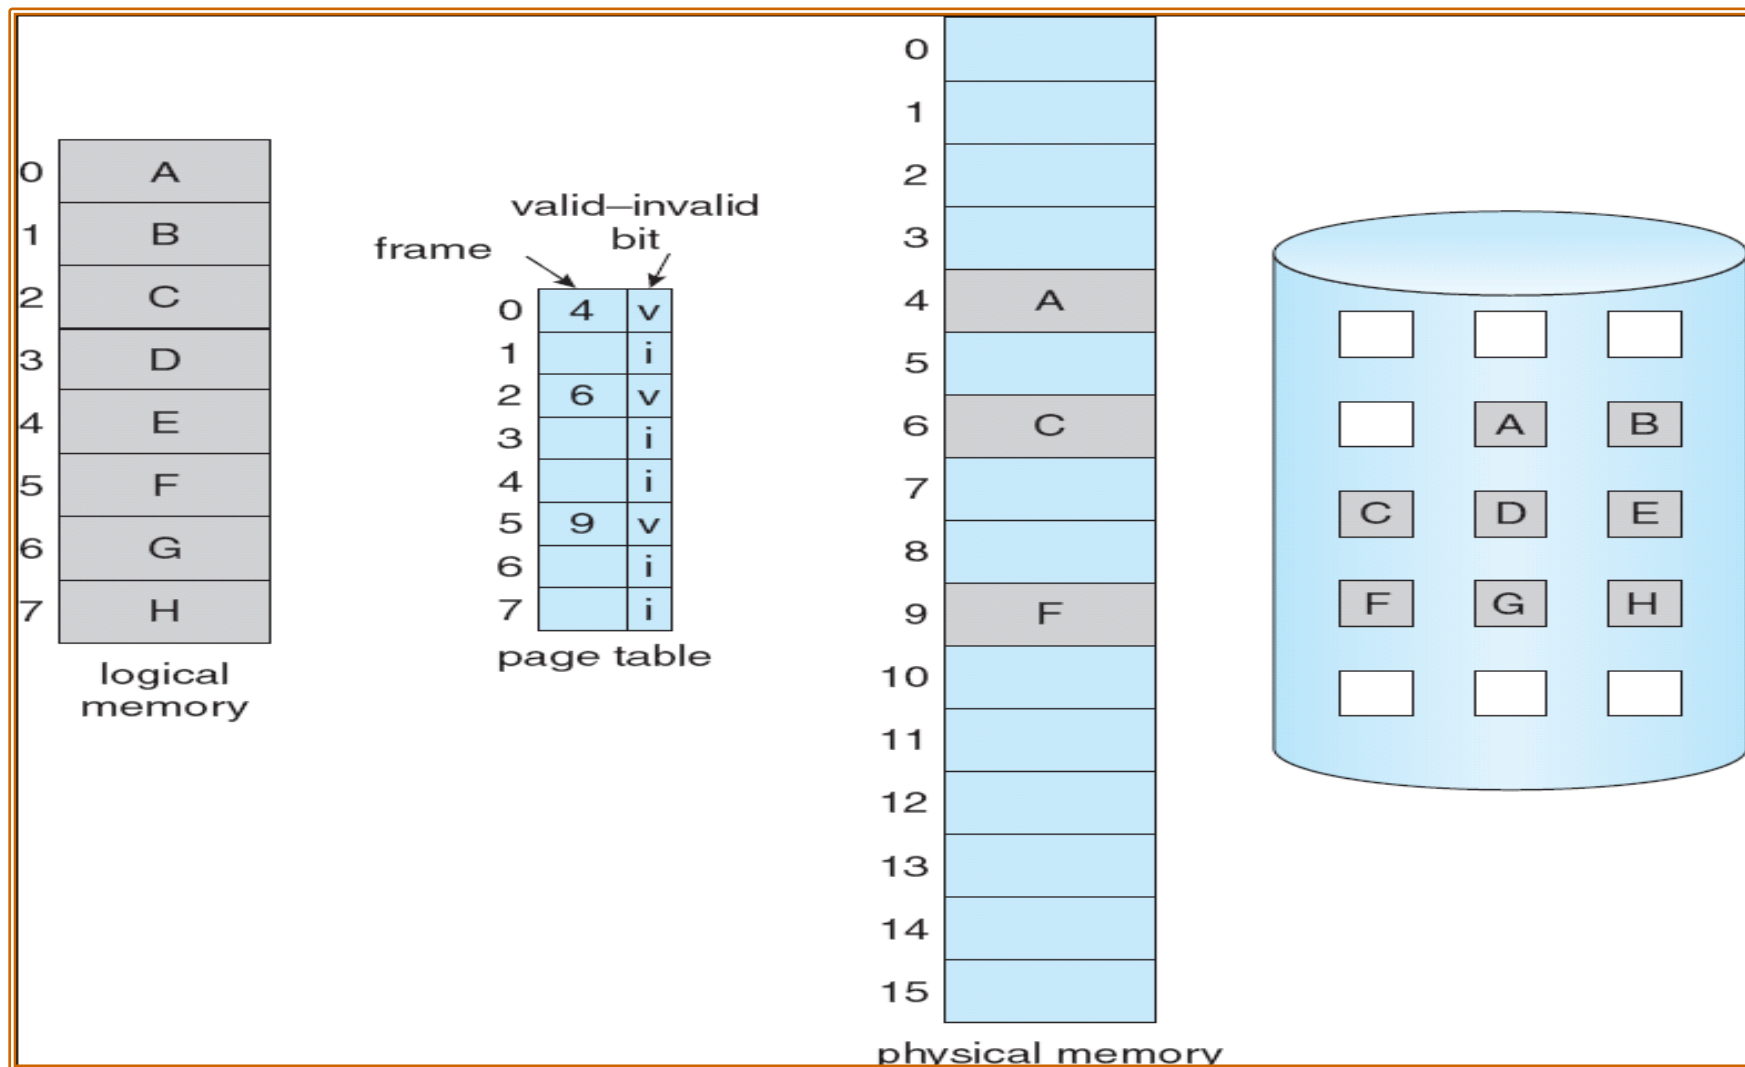 0 A
1 B
2 C
3 D
4 E
5 F
6 G
7 H
logical
memory
valid–invalid
bit
frame
0 4 v
1 i
2 6 v
3 i
4 i
5 9 v
6 i
7 i
page table
0
1
2
3
4 A
5
6 C
7
8
9 F
10
11
12
13
14
15
physical memory
A B
C D E
F G H